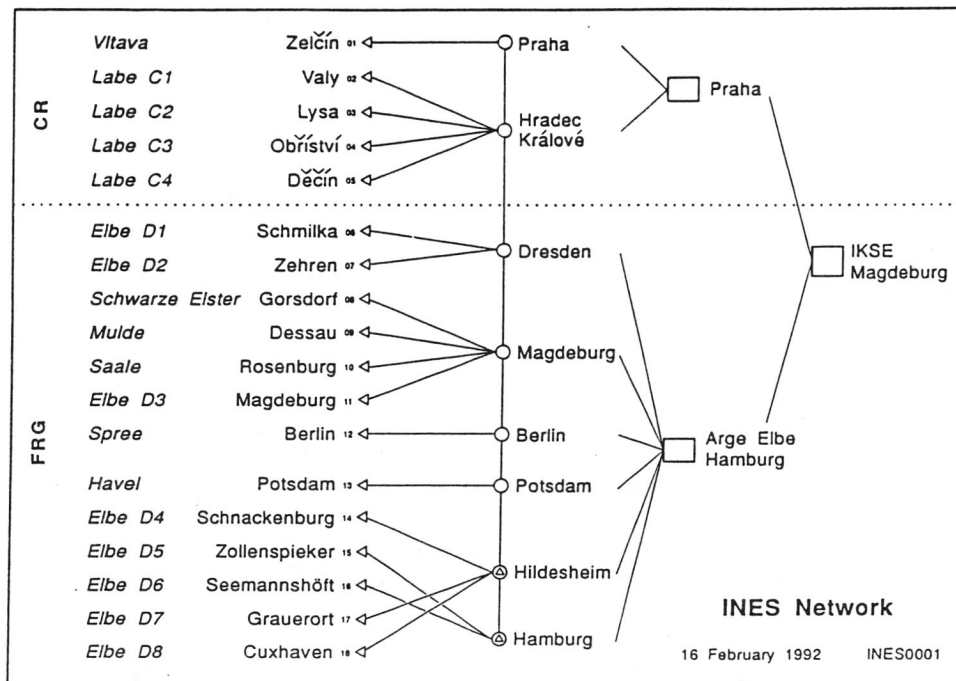 CR
Vltava Zelčín 01 Praha
Labe C1 Valy 02
Labe C2 Lysa 03
Labe C3 Obříství 04
Labe C4 Děčín 05
Hradec
Králové
Praha
FRG
Elbe D1 Schmilka 06
Elbe D2 Zehren 07
Dresden
Schwarze Elster Gorsdorf 08
Mulde Dessau 09
Saale Rosenburg 10
Elbe D3 Magdeburg 11
Magdeburg
Spree Berlin 12 Berlin
Havel Potsdam 13 Potsdam
Elbe D4 Schnackenburg 14
Elbe D5 Zollenspieker 15
Elbe D6 Seemannshöft 16
Elbe D7 Grauerort 17
Elbe D8 Cuxhaven 18
Hildesheim
Hamburg
Arge Elbe
Hamburg
IKSE
Magdeburg
INES Network
16 February 1992 INES0001